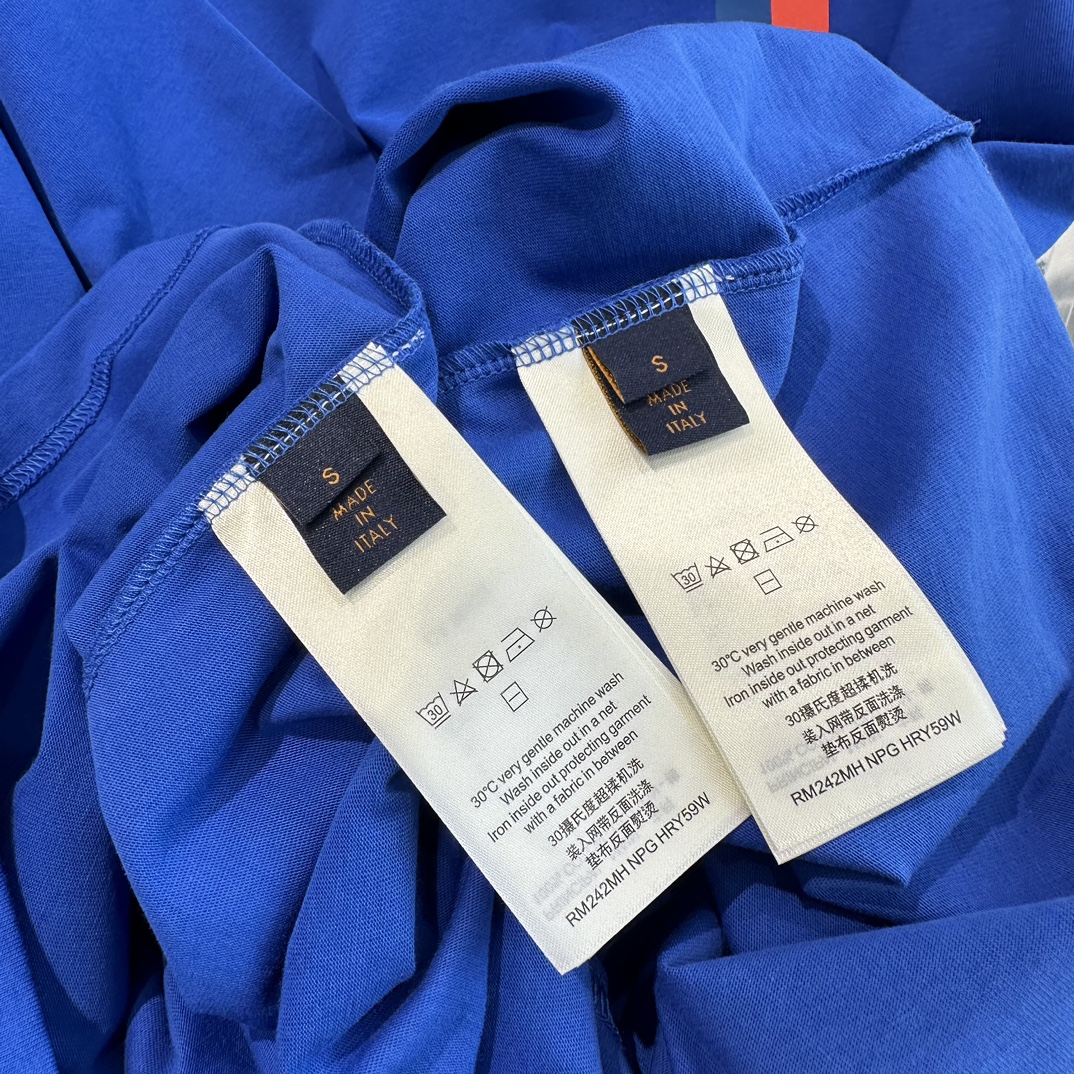 S
MADE
IN
ITALY
30
30°C very gentle machine wash
Wash inside out in a net
Iron inside out protecting garment
with a fabric in between
30摄氏度超揉机洗
装入网带反面洗涤
垫布反面熨烫
RM242MH NPG HRY59W
S
MADE
IN
ITALY
30
30°C very gentle machine wash
Wash inside out in a net
Iron inside out protecting garment
with a fabric in between
30摄氏度超揉机洗
装入网带反面洗涤
垫布反面熨烫
RM242MH NPG HRY59W